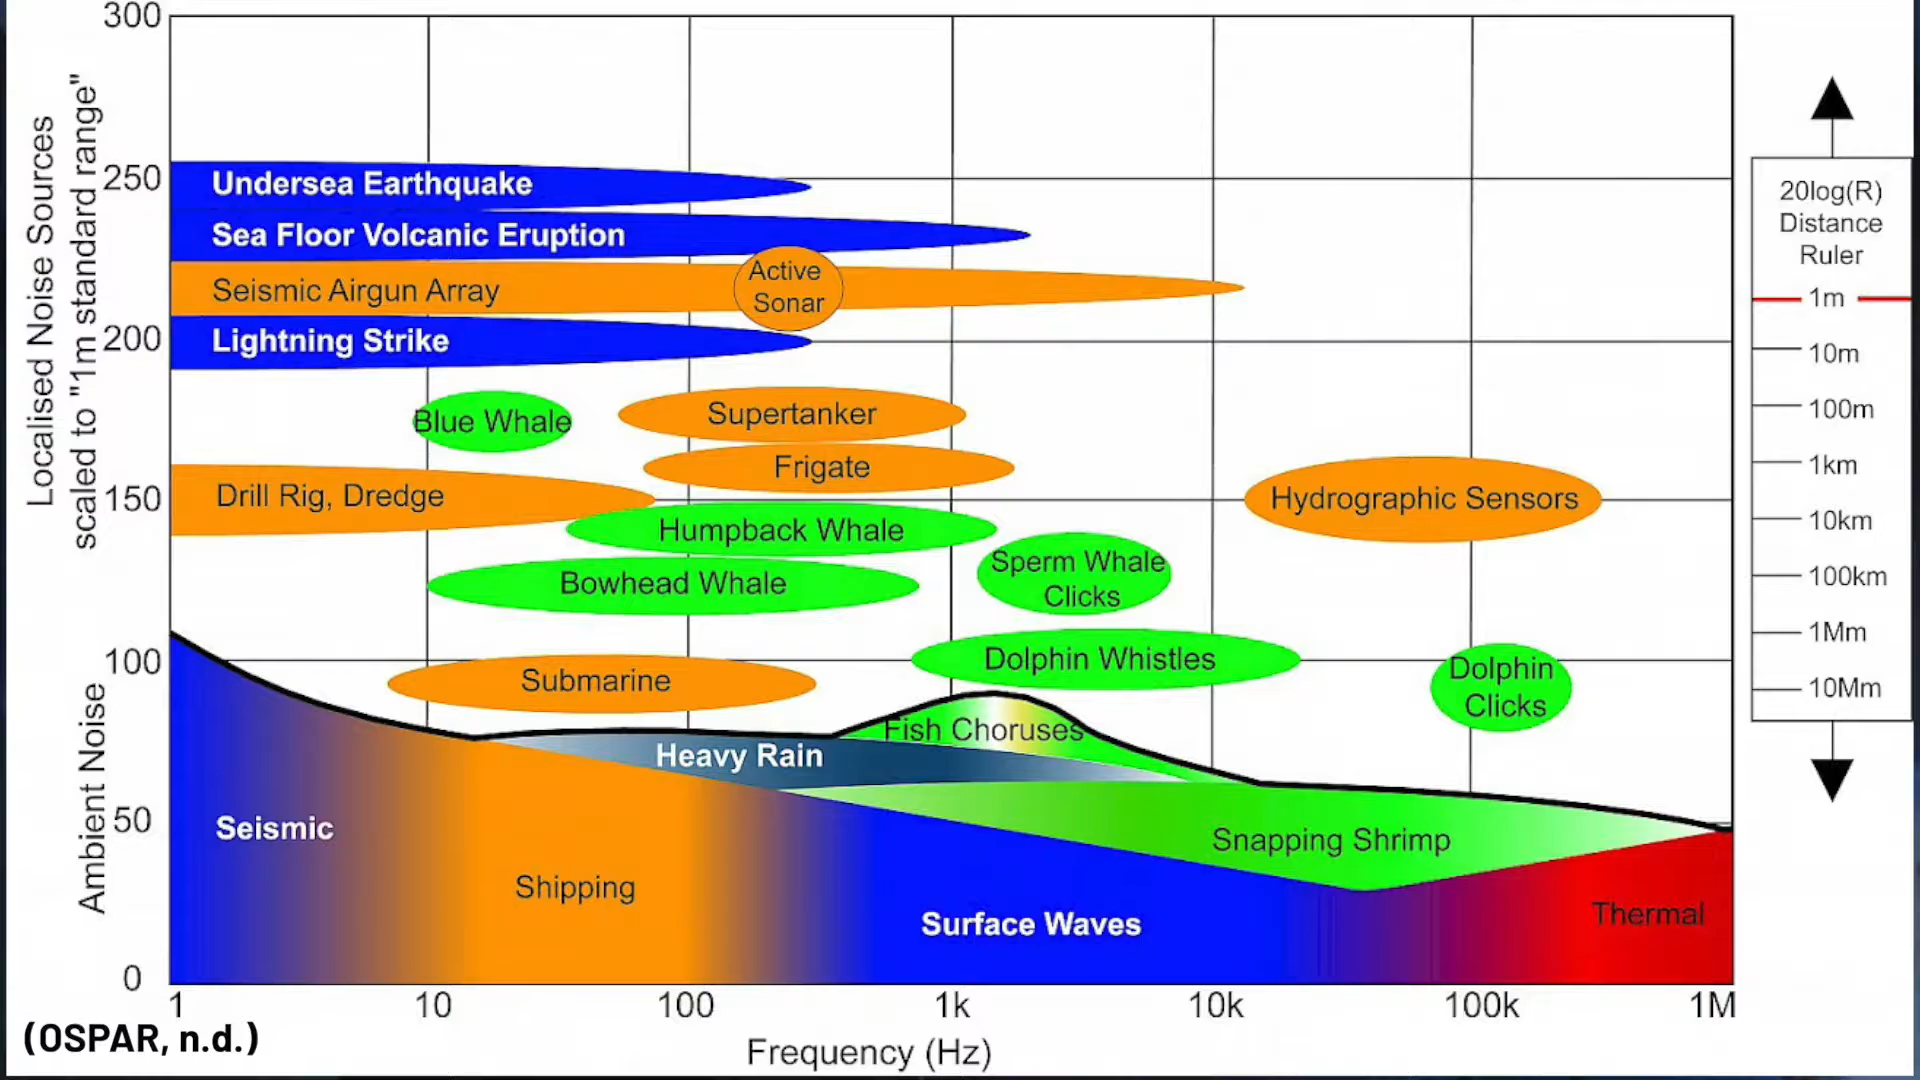 300
250
200
150
100
50
0
Localised Noise Sources
scaled to "1m standard range"
Ambient Noise
Undersea Earthquake
Sea Floor Volcanic Eruption
Seismic Airgun Array
Active
Sonar
Lightning Strike
Blue Whale
Supertanker
Frigate
Drill Rig, Dredge
Hydrographic Sensors
Humpback Whale
Sperm Whale
Clicks
Bowhead Whale
Dolphin Whistles
Submarine
Dolphin
Clicks
Fish Choruses
Heavy Rain
Seismic
Snapping Shrimp
Shipping
Surface Waves
Thermal
1 10 100 1k 10k 100k 1M
Frequency (Hz)
20log(R)
Distance
Ruler
1m
10m
100m
1km
10km
100km
1Mm
10Mm
(OSPAR, n.d.)